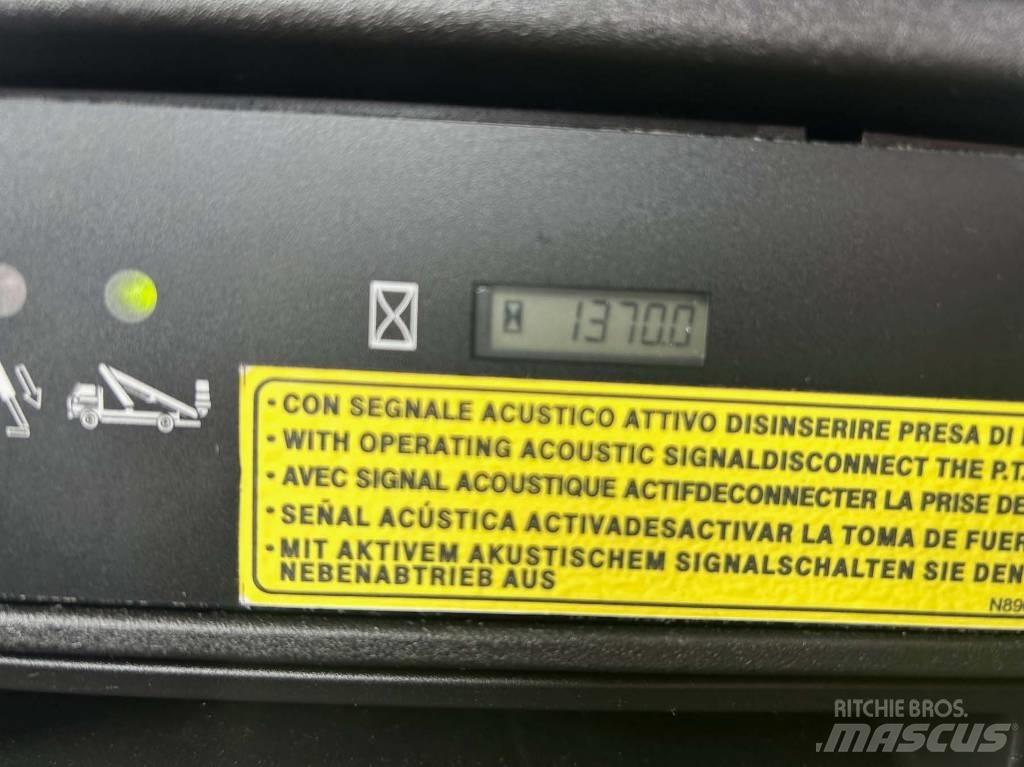 1370.0
• CON SEGNALE ACUSTICO ATTIVO DISINSERIRE PRESA DI
• WITH OPERATING ACOUSTIC SIGNALDISCONNECT THE P.T.
• AVEC SIGNAL ACOUSTIQUE ACTIFDECONNECTER LA PRISE DE
• SEÑAL ACÚSTICA ACTIVADESACTIVAR LA TOMA DE FUER
• MIT AKTIVEM AKUSTISCHEM SIGNALSCHALTEN SIE DEN
NEBENABTRIEB AUS
RITCHIE BROS.
MASCUS